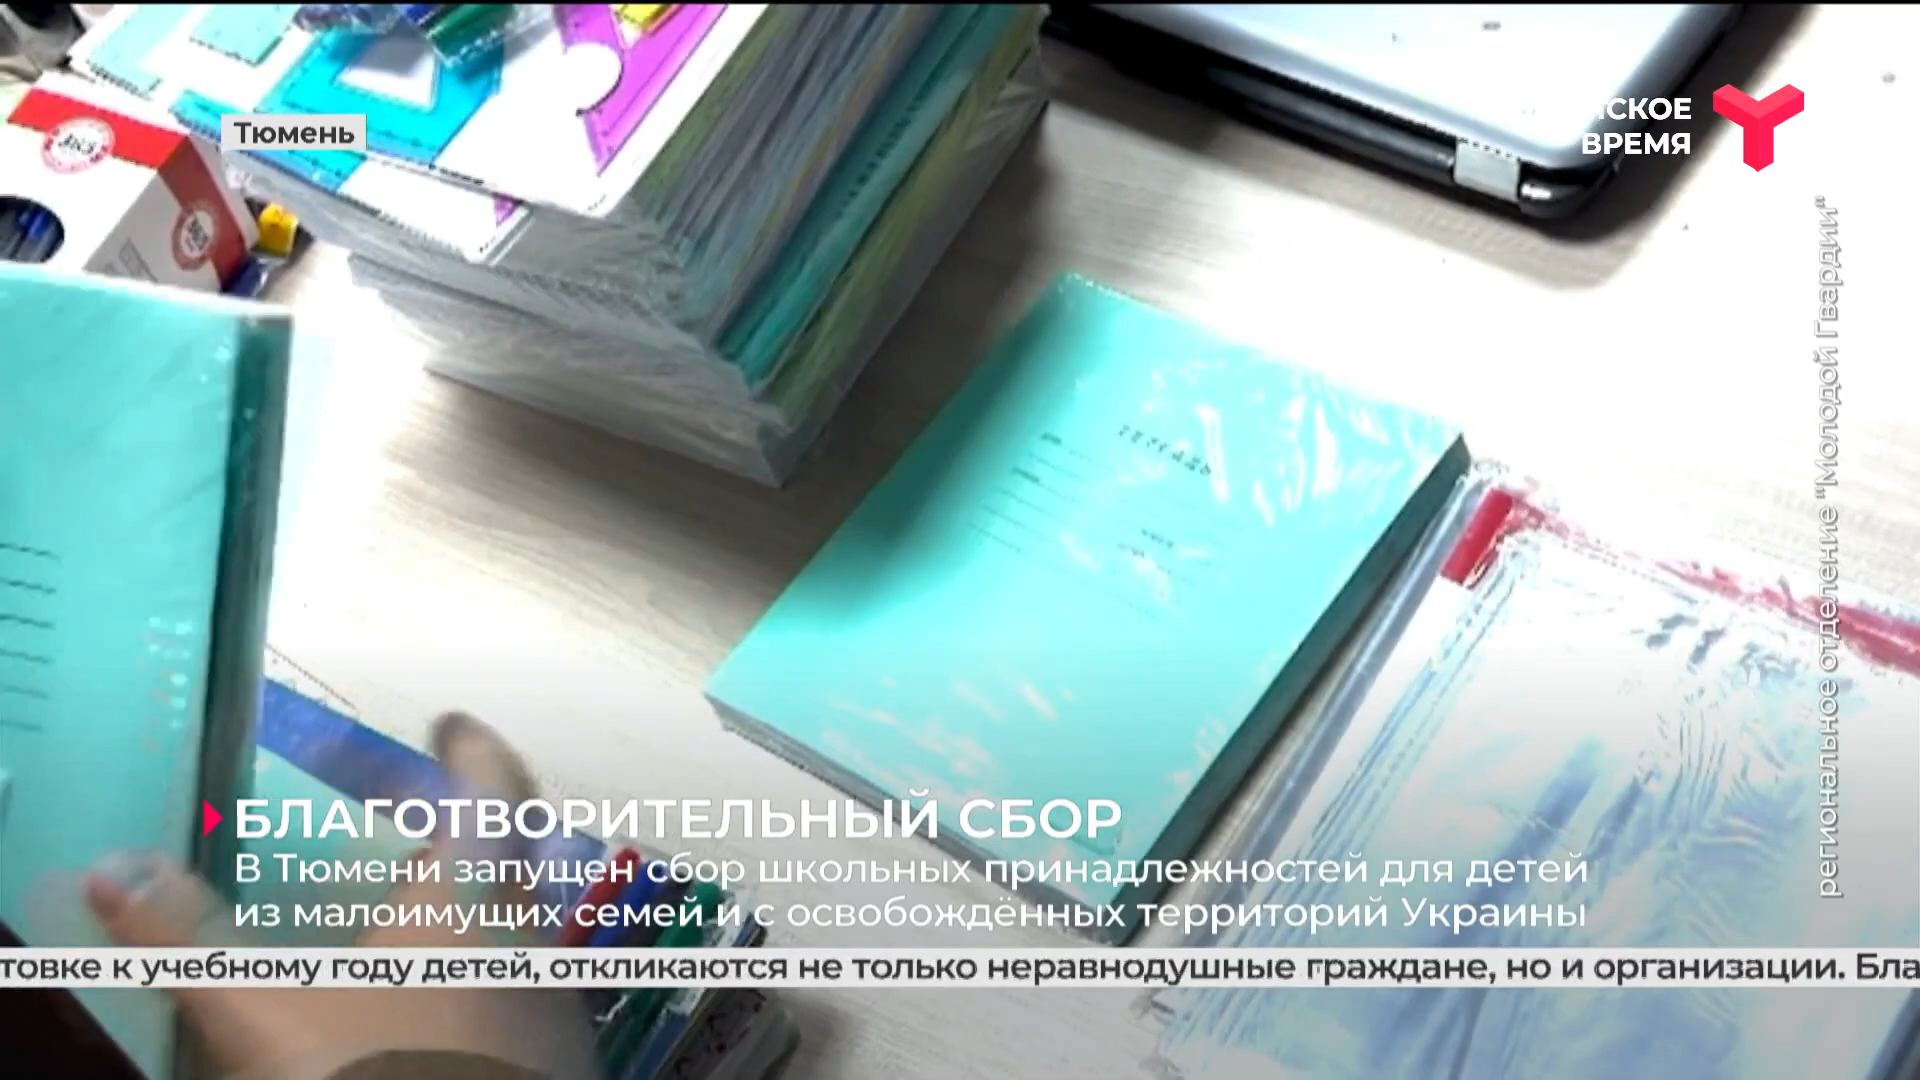 Тюмень
ВРЕМЯ
региональное отделение "Молодой Гвардии"
ТЕТРАДЬ
БЛАГОТВОРИТЕЛЬНЫЙ СБОР
В Тюмени запущен сбор школьных принадлежностей для детей
из малоимущих семей и с освобождённых территорий Украины
товке к учебному году детей, откликаются не только неравнодушные граждане, но и организации. Бла